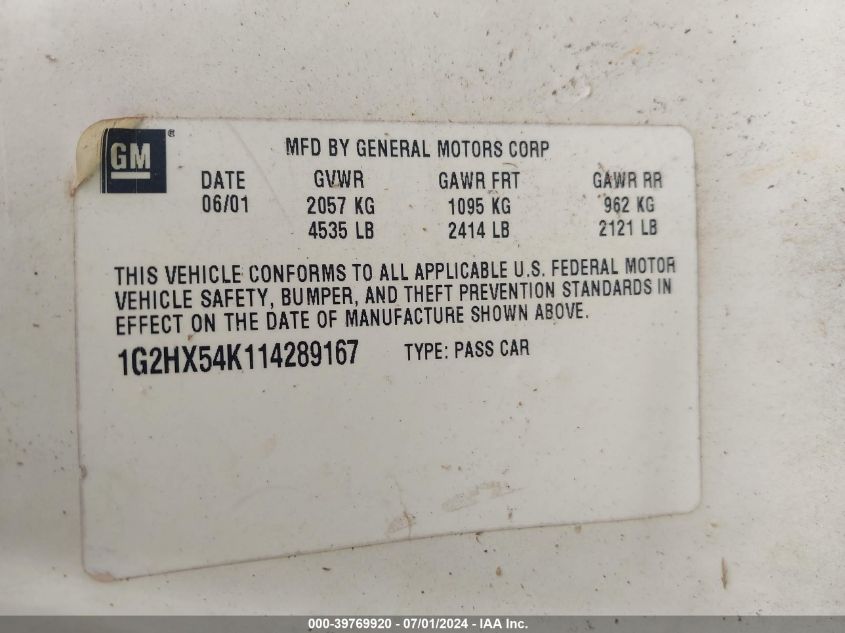 GM®
MFD BY GENERAL MOTORS CORP
DATE GVWR GAWR FRT GAWR RR
06/01 2057 KG 1095 KG 962 KG
4535 LB 2414 LB 2121 LB
THIS VEHICLE CONFORMS TO ALL APPLICABLE U.S. FEDERAL MOTOR
VEHICLE SAFETY, BUMPER, AND THEFT PREVENTION STANDARDS IN
EFFECT ON THE DATE OF MANUFACTURE SHOWN ABOVE.
1G2HX54K114289167 TYPE: PASS CAR
000-39769920 - 07/01/2024 - IAA Inc.